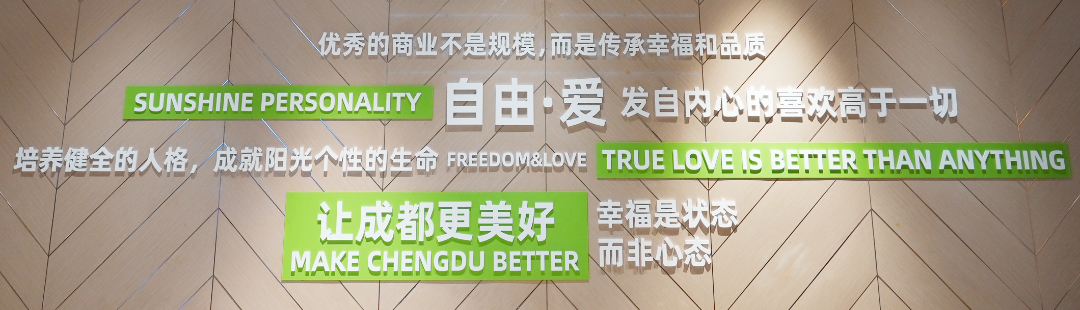 优秀的商业不是规模,而是传承幸福和品质
SUNSHINE PERSONALITY 自由·爱 发自内心的喜欢高于一切
培养健全的人格，成就阳光个性的生命 FREEDOM&LOVE TRUE LOVE IS BETTER THAN ANYTHING
让成都更美好 幸福是状态
MAKE CHENGDU BETTER 而非心态